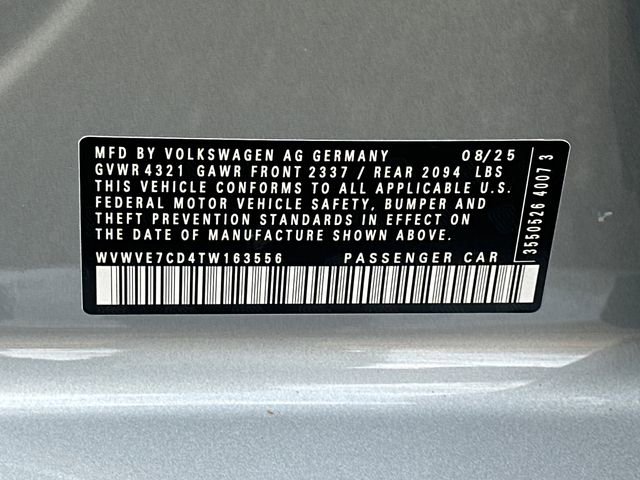 MFD BY VOLKSWAGEN AG GERMANY 08/25
GVWR 4321 GAWR FRONT 2337 / REAR 2094 LBS
THIS VEHICLE CONFORMS TO ALL APPLICABLE U.S.
FEDERAL MOTOR VEHICLE SAFETY, BUMPER AND
THEFT PREVENTION STANDARDS IN EFFECT ON
THE DATE OF MANUFACTURE SHOWN ABOVE.
WVWVE7CD4TW163556 PASSENGER CAR
3550526 4007 3